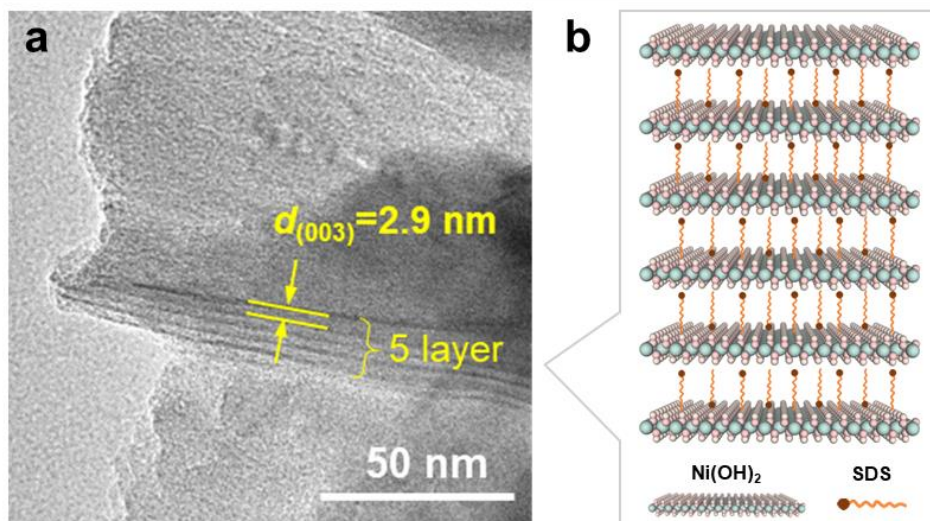 a
d(003)=2.9 nm
5 layer
50 nm
b
Ni(OH)₂
SDS